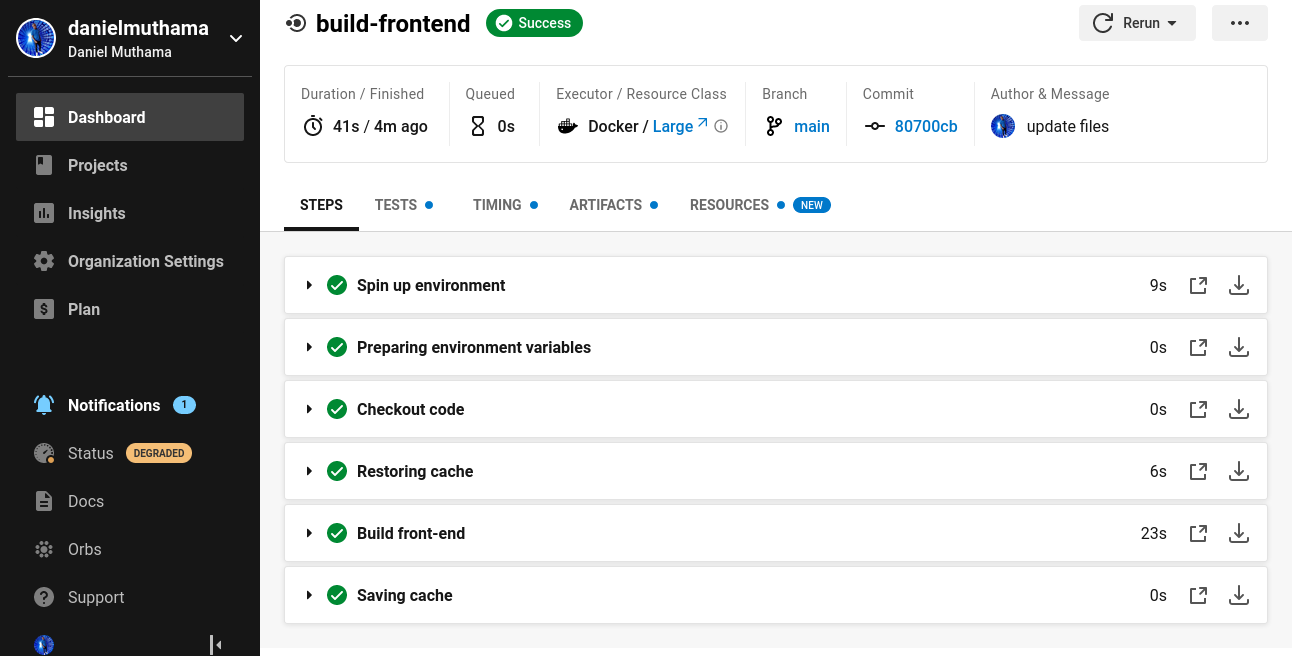 danielmuthama
Daniel Muthama
Dashboard
Projects
Insights
Organization Settings
$ Plan
Notifications 1
Status DEGRADED
Docs
Orbs
? Support
build-frontend Success
Rerun
Duration / Finished
41s / 4m ago
Queued
0s
Executor / Resource Class
Docker / Large
Branch
main
Commit
80700cb
Author & Message
update files
STEPS TESTS TIMING ARTIFACTS RESOURCES NEW
Spin up environment 9s
Preparing environment variables 0s
Checkout code 0s
Restoring cache 6s
Build front-end 23s
Saving cache 0s